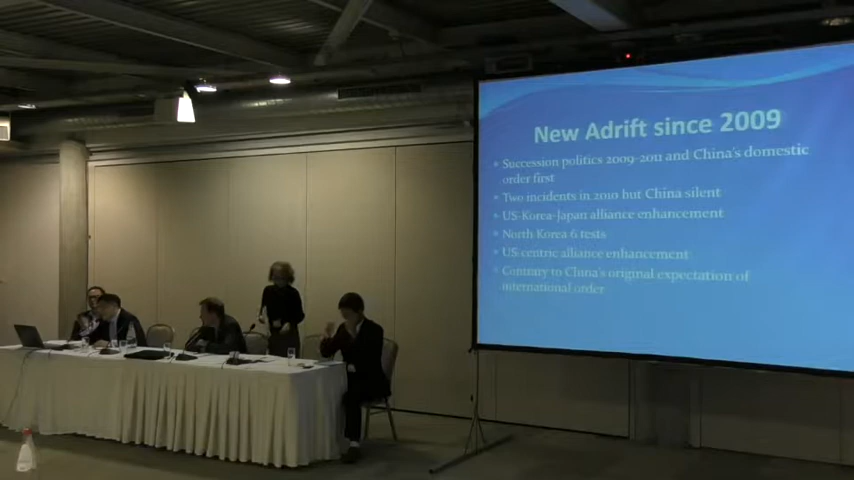 New Adrift since 2009
Succession politics 2009-2011 and China's domestic
order first
Two incidents in 2010 but China silent
US-Korea-Japan alliance enhancement
North Korea 6 tests
US-centric alliance enhancement
Contrary to China's original expectation of
international order